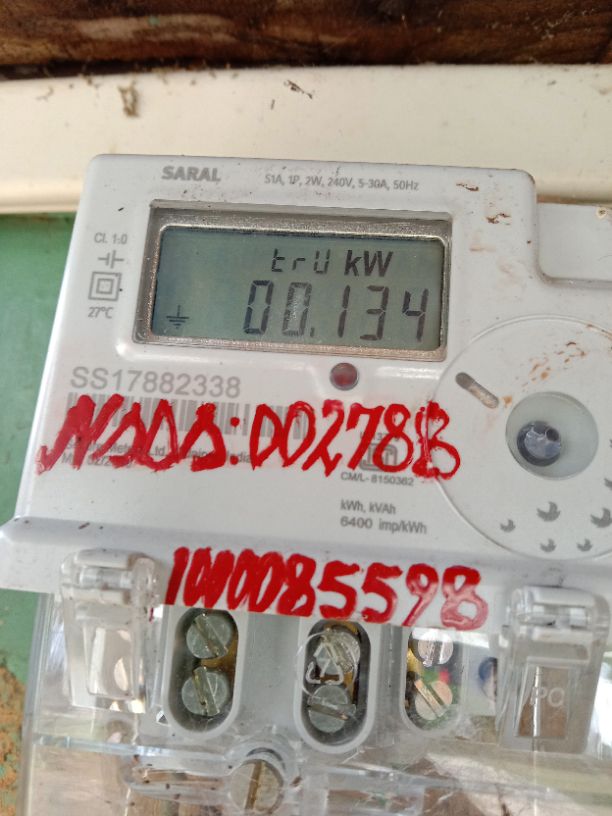 SARAL
S1A, 1P, 2W, 240V, 5-30A, 50Hz
Cl. 1.0
27°C
trU kW
00.134
SS17882338
NSDS:00278B
CM/L- 8150362
kWh, kVAh
6400 imp/kWh
100008559B